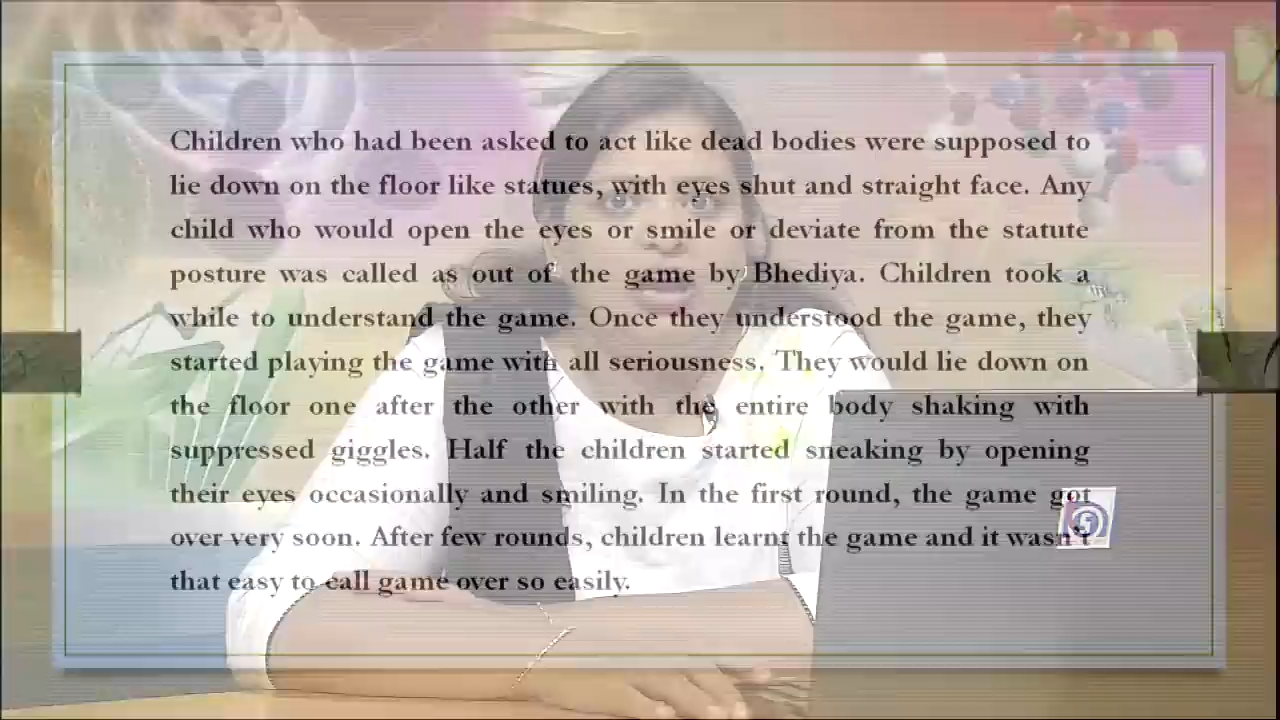 Children who had been asked to act like dead bodies were supposed to
lie down on the floor like statues, with eyes shut and straight face. Any
child who would open the eyes or smile or deviate from the statute
posture was called as out of the game by Bhediya. Children took a
while to understand the game. Once they understood the game, they
started playing the game with all seriousness. They would lie down on
the floor one after the other with the entire body shaking with
suppressed giggles. Half the children started sneaking by opening
their eyes occasionally and smiling. In the first round, the game got
over very soon. After few rounds, children learnt the game and it wasn't
that easy to call game over so easily.